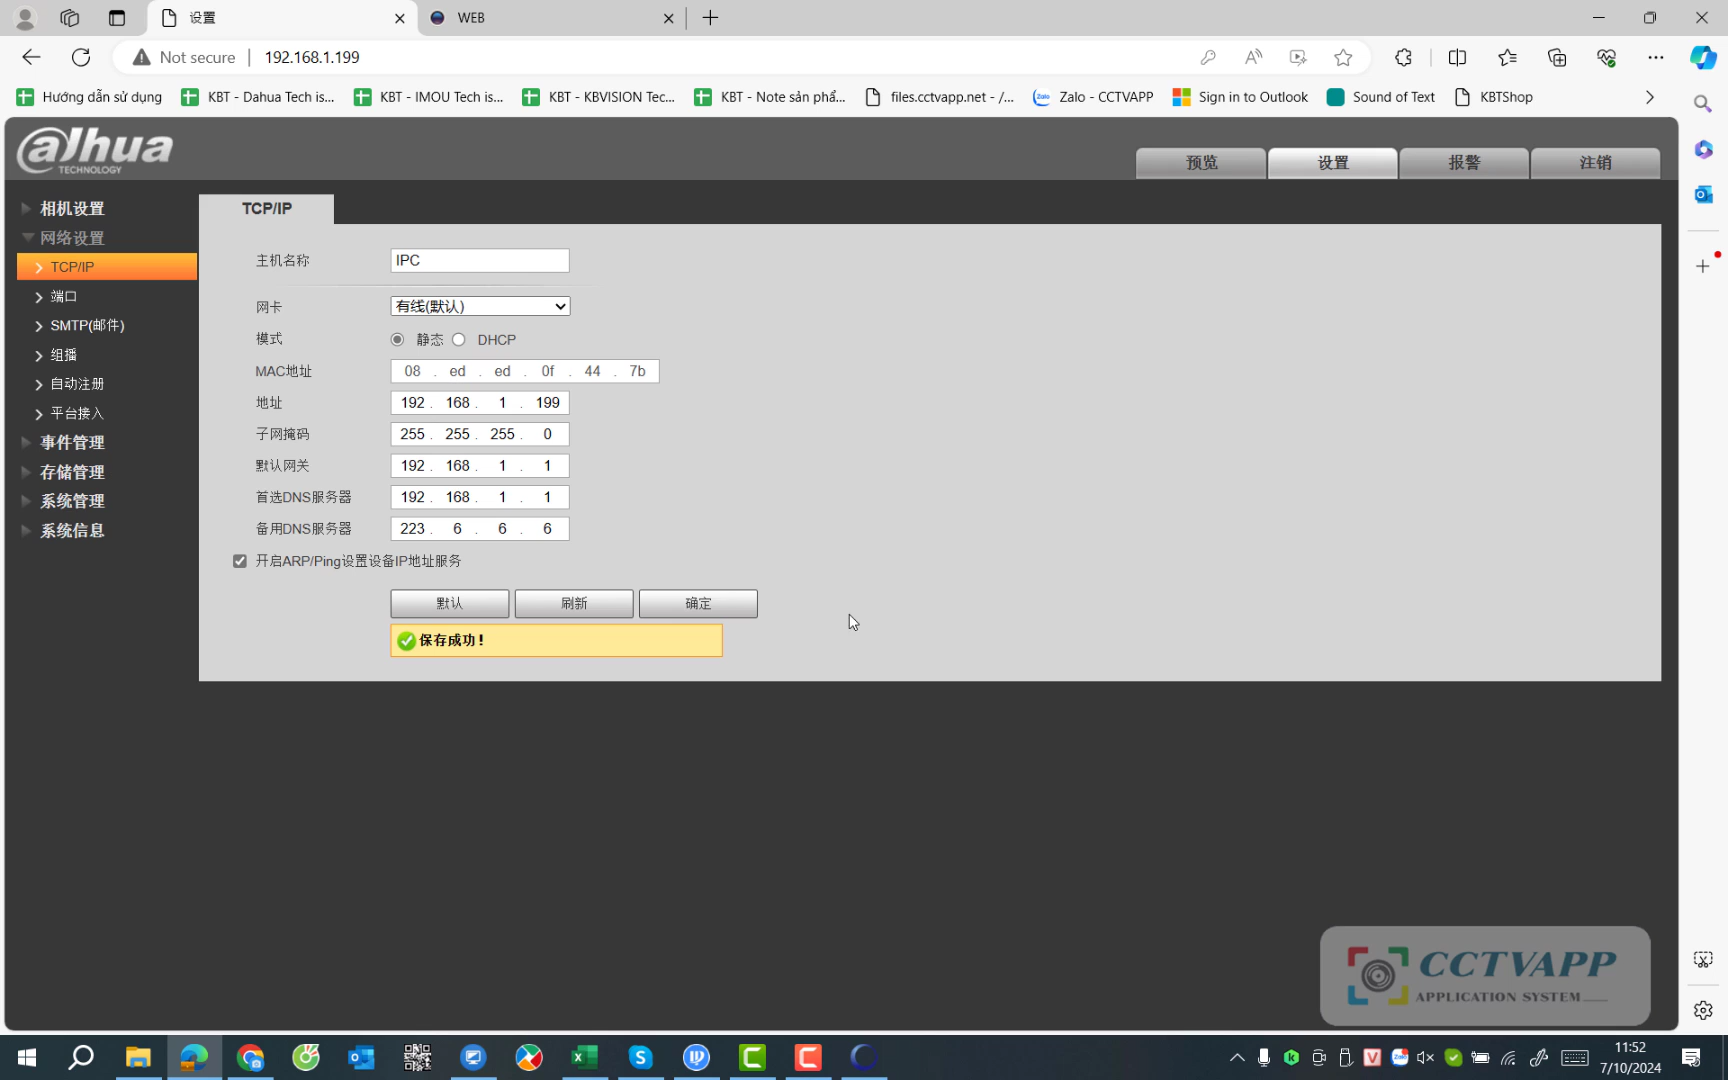 设置
WEB
Not secure
192.168.1.199
Hướng dẫn sử dụng
KBT - Dahua Tech is...
KBT - IMOU Tech is...
KBT - KBVISION Tec...
KBT - Note sản phẩ...
files.cctvapp.net - /...
Zalo - CCTVAPP
Sign in to Outlook
Sound of Text
KBTShop
alhua
TECHNOLOGY
预览
设置
报警
注销
相机设置
网络设置
TCP/IP
端口
SMTP(邮件)
组播
自动注册
平台接入
事件管理
存储管理
系统管理
系统信息
TCP/IP
主机名称 IPC
网卡 有线(默认)
模式 静态 DHCP
MAC地址 08 . ed . ed . 0f . 44 . 7b
地址 192 . 168 . 1 . 199
子网掩码 255 . 255 . 255 . 0
默认网关 192 . 168 . 1 . 1
首选DNS服务器 192 . 168 . 1 . 1
备用DNS服务器 223 . 6 . 6 . 6
开启ARP/Ping设置设备IP地址服务
默认 刷新 确定
保存成功!
CCTVAPP
APPLICATION SYSTEM
11:52
7/10/2024